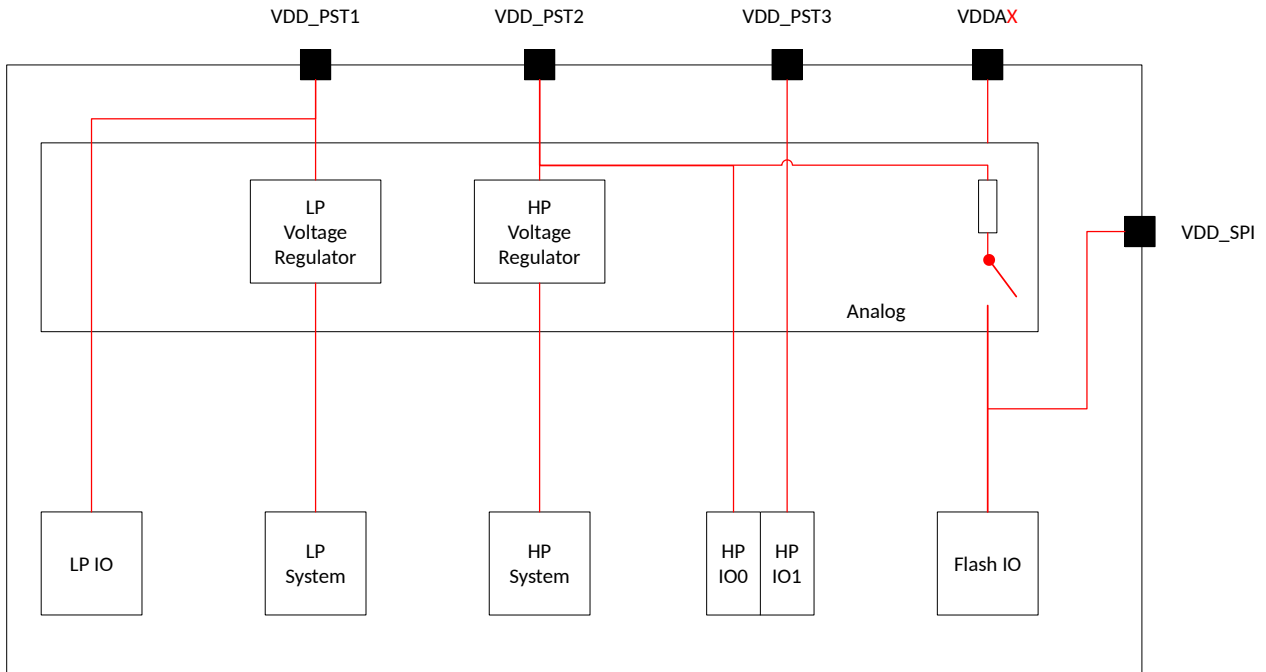 VDD_PST1
VDD_PST2
VDD_PST3
VDDAX
LP
Voltage
Regulator
HP
Voltage
Regulator
VDD_SPI
Analog
LP IO
LP
System
HP
System
HP
IO0
HP
IO1
Flash IO